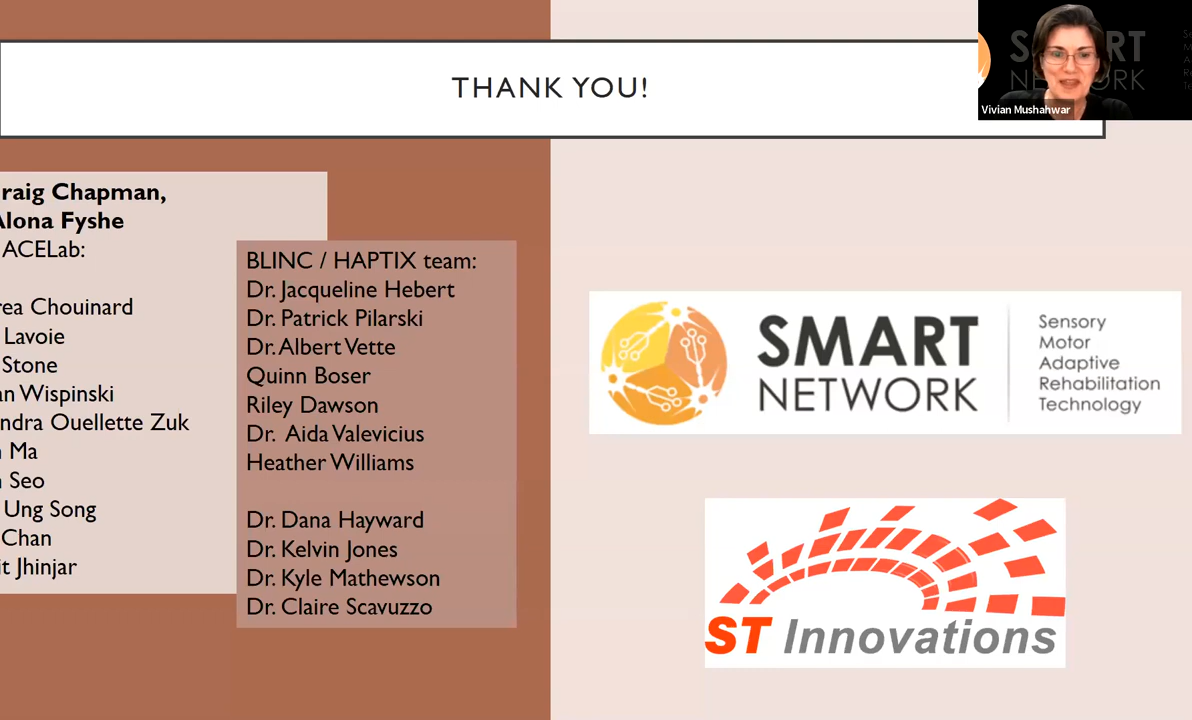 THANK YOU!
Vivian Mushahwar
raig Chapman,
Alona Fyshe
ACELab:
rea Chouinard
Lavoie
Stone
an Wispinski
ndra Ouellette Zuk
Ma
Seo
Ung Song
Chan
it Jhinjar
BLINC / HAPTIX team:
Dr. Jacqueline Hebert
Dr. Patrick Pilarski
Dr. Albert Vette
Quinn Boser
Riley Dawson
Dr. Aida Valevicius
Heather Williams
Dr. Dana Hayward
Dr. Kelvin Jones
Dr. Kyle Mathewson
Dr. Claire Scavuzzo
SMART
NETWORK
Sensory
Motor
Adaptive
Rehabilitation
Technology
ST Innovations